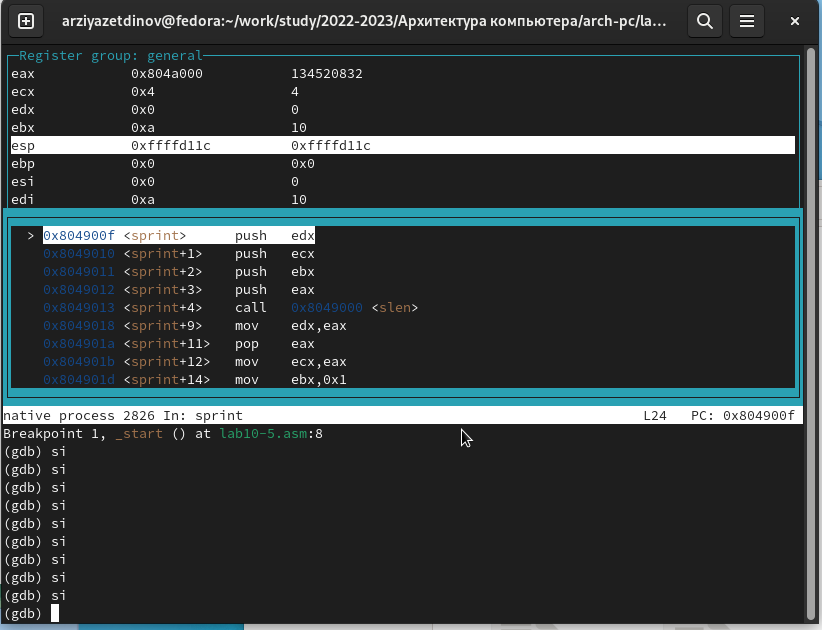 arziyazetdinov@fedora:~/work/study/2022-2023/Архитектура компьютера/arch-pc/la...
Register group: general
eax 0x804a000 134520832
ecx 0x4 4
edx 0x0 0
ebx 0xa 10
esp 0xffffd11c 0xffffd11c
ebp 0x0 0x0
esi 0x0 0
edi 0xa 10
> 0x804900f <sprint> push edx
0x8049010 <sprint+1> push ecx
0x8049011 <sprint+2> push ebx
0x8049012 <sprint+3> push eax
0x8049013 <sprint+4> call 0x8049000 <slen>
0x8049018 <sprint+9> mov edx,eax
0x804901a <sprint+11> pop eax
0x804901b <sprint+12> mov ecx,eax
0x804901d <sprint+14> mov ebx,0x1
native process 2826 In: sprint L24 PC: 0x804900f
Breakpoint 1, _start () at lab10-5.asm:8
(gdb) si
(gdb) si
(gdb) si
(gdb) si
(gdb) si
(gdb) si
(gdb) si
(gdb) si
(gdb) si
(gdb)